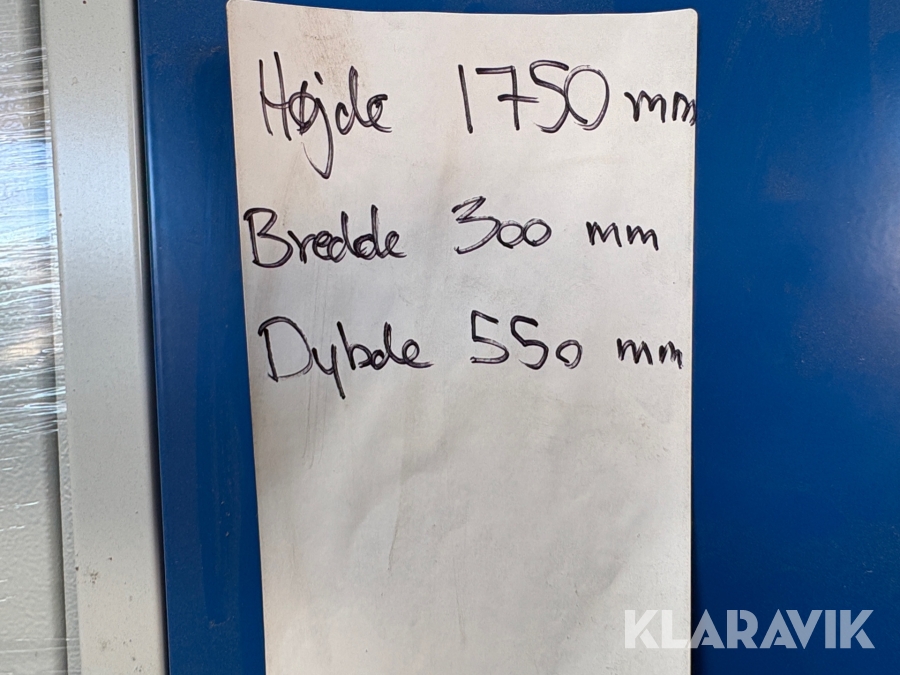 Højde 1750 mm
Bredde 300 mm
Dybde 550 mm
KLARAVIK